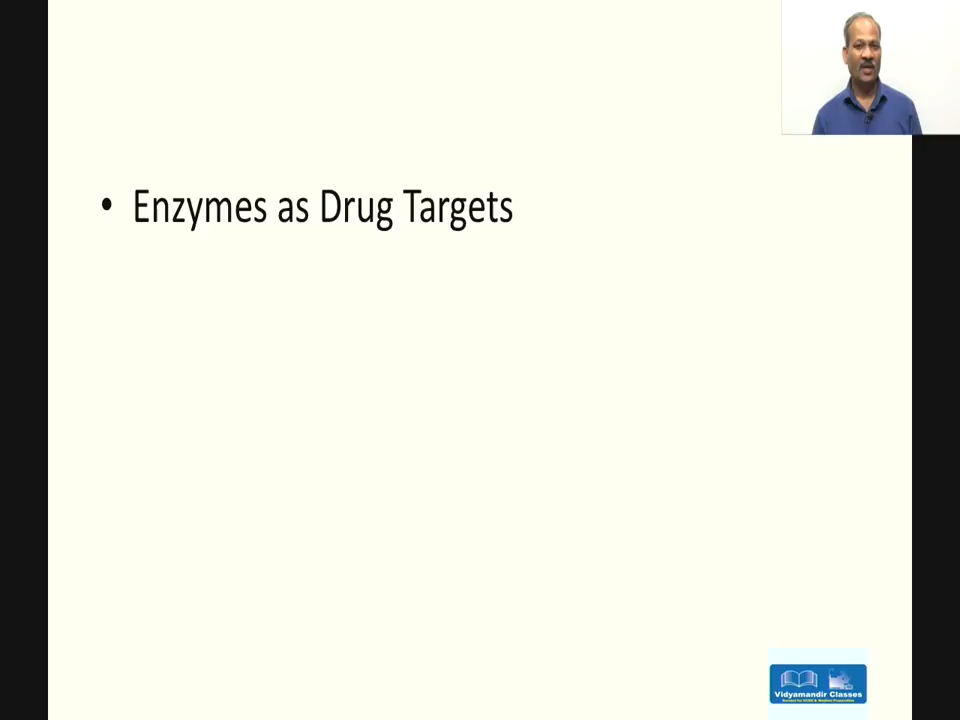 • Enzymes as Drug Targets
Vidyamandir Classes